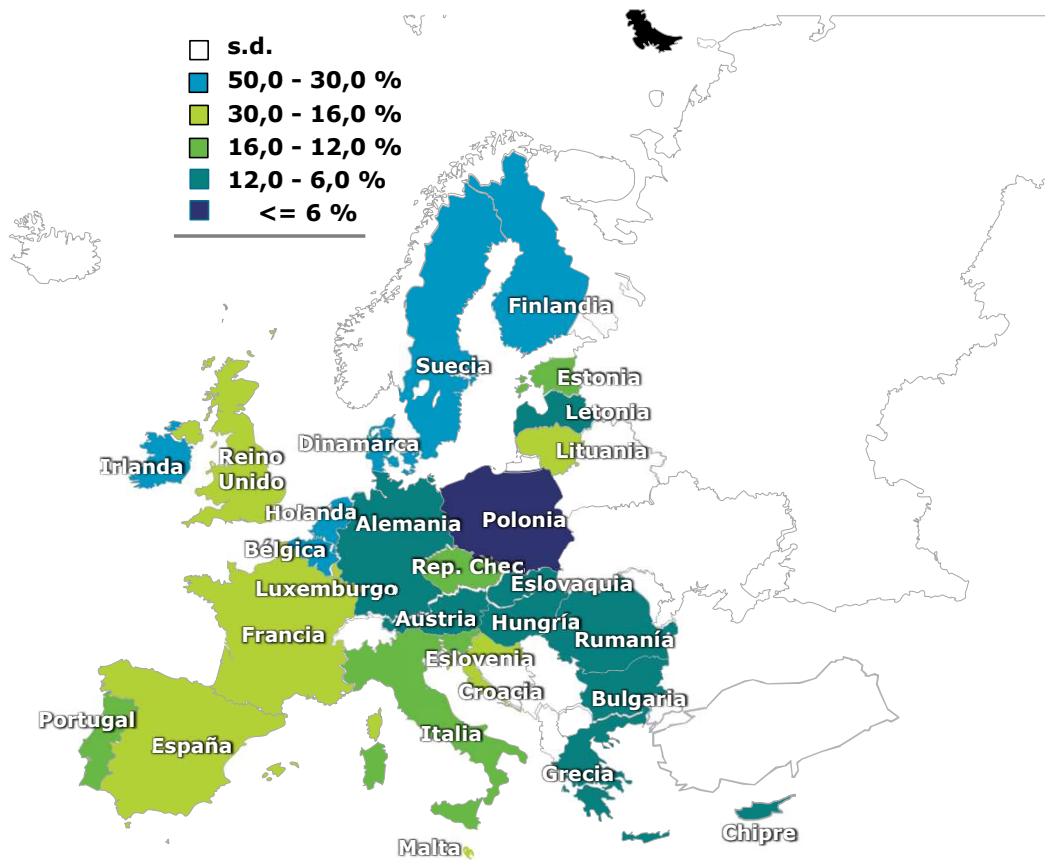 s.d.
50,0 - 30,0 %
30,0 - 16,0 %
16,0 - 12,0 %
12,0 - 6,0 %
<= 6 %
Finlandia
Suecia
Estonia
Letonia
Dinamarca
Lituania
Irlanda
Reino
Unido
Holanda
Alemania
Polonia
Bélgica
Rep. Chec
Eslovaquia
Luxemburgo
Austria
Hungría
Francia
Rumanía
Eslovenia
Croacia
Bulgaria
Portugal
España
Italia
Grecia
Chipre
Malta